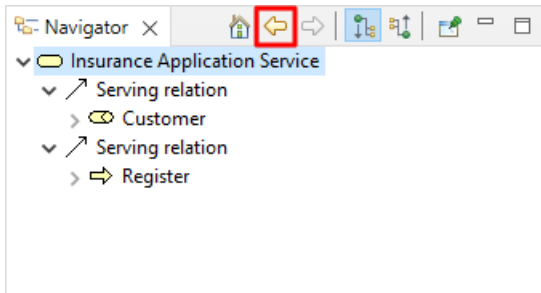 Navigator
Insurance Application Service
Serving relation
Customer
Serving relation
Register